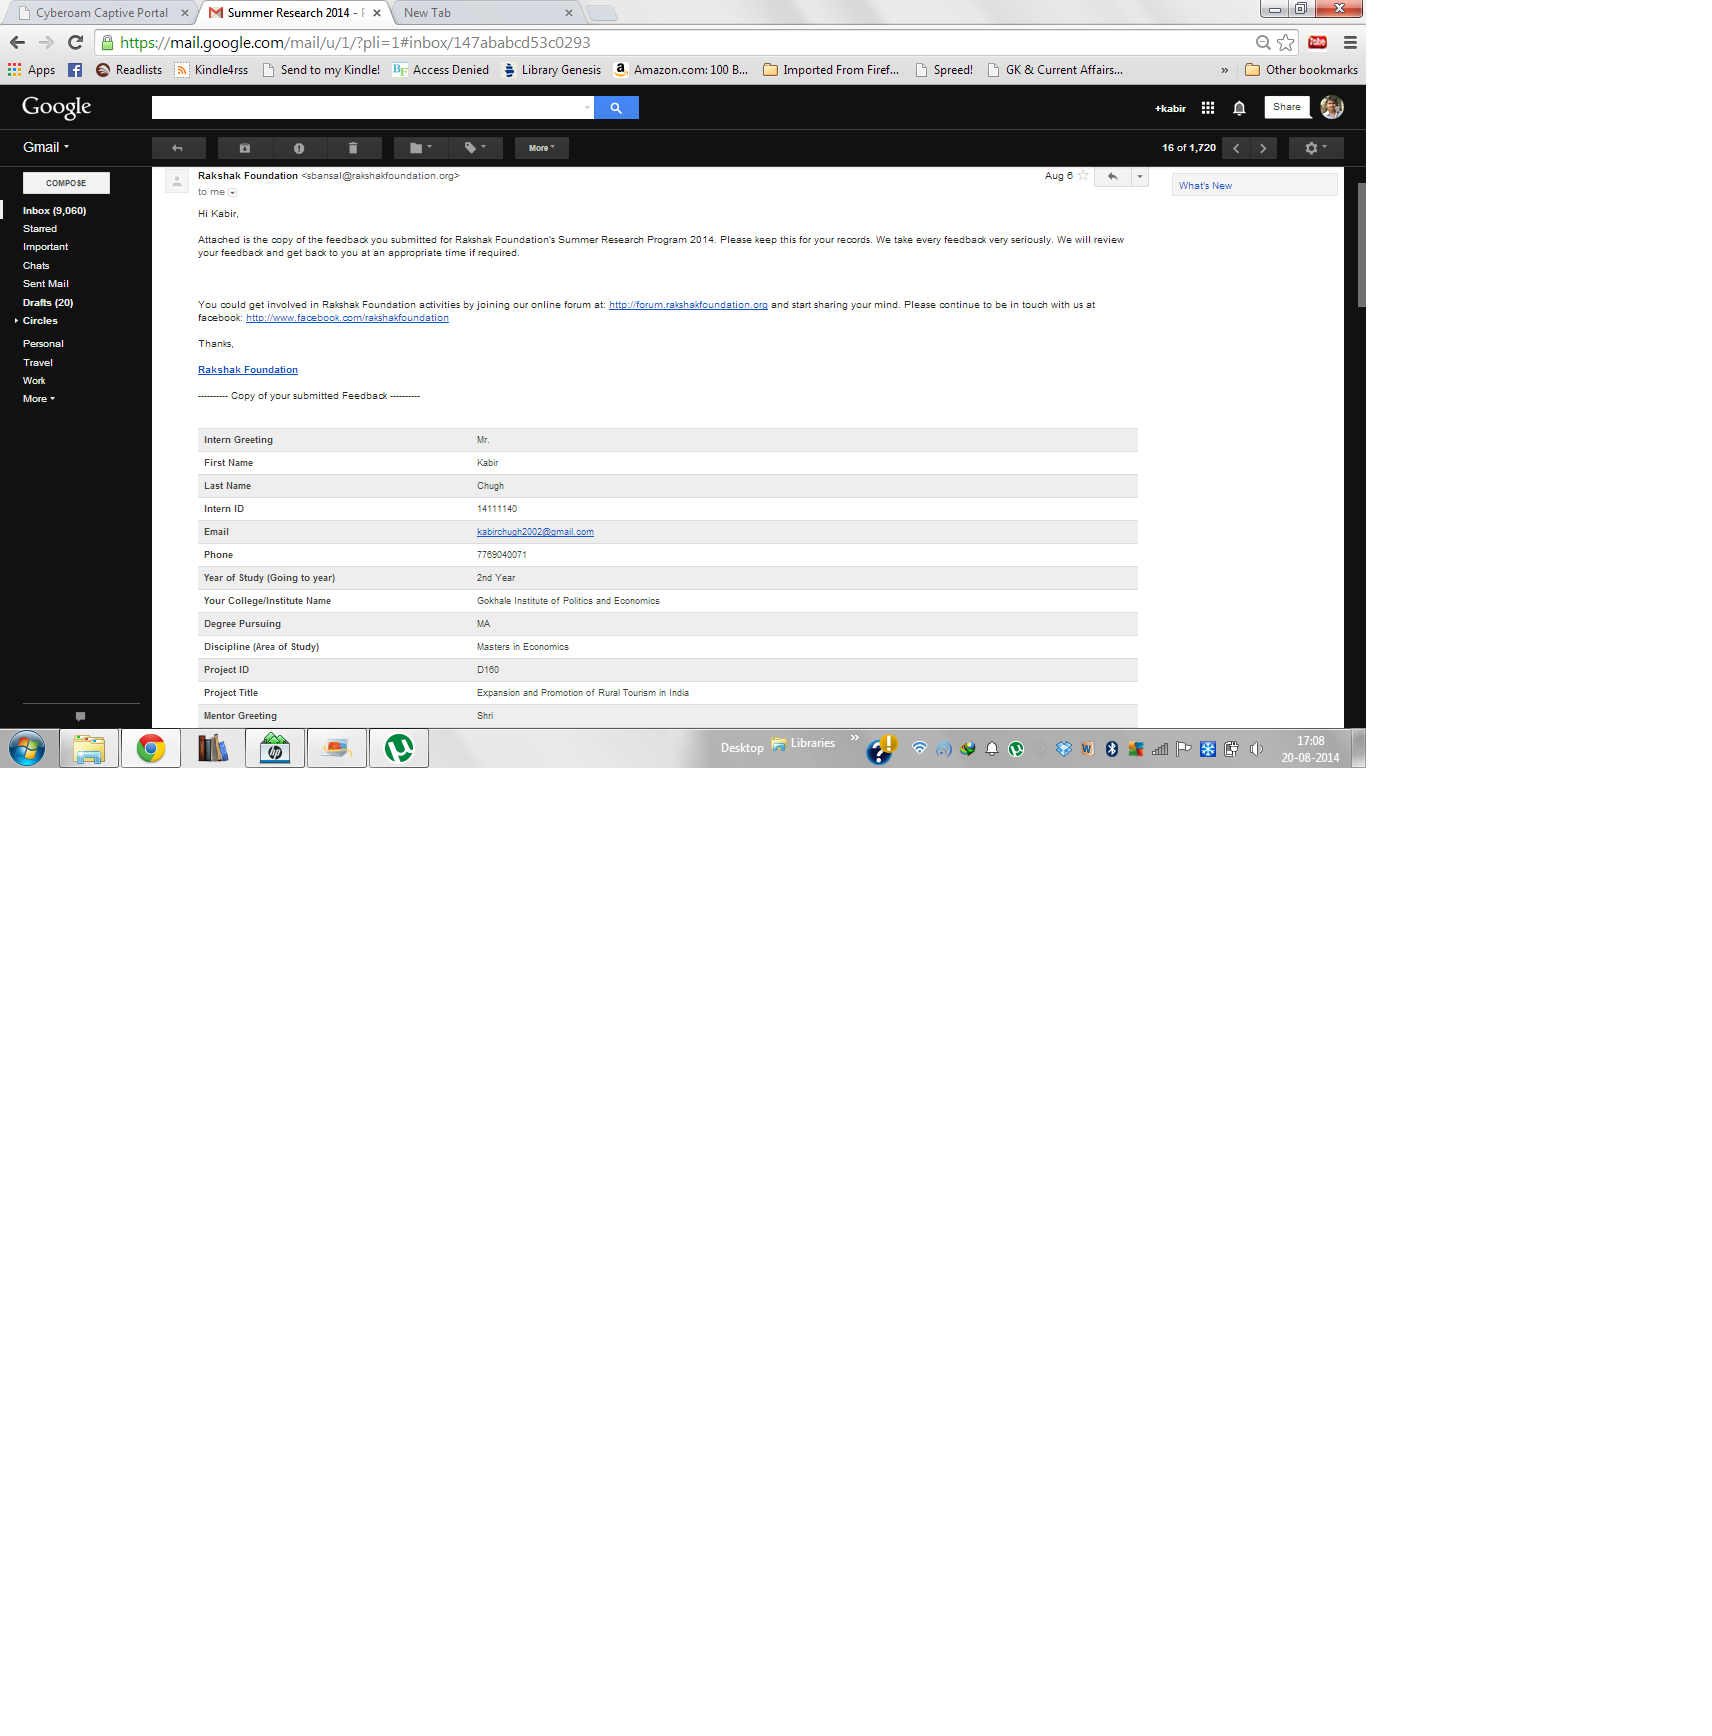 Cyberoam Captive Portal
Summer Research 2014 -
New Tab
https://mail.google.com/mail/u/1/?pli=1#inbox/147ababcd53c0293
Apps
Readlists
Kindle4rss
Send to my Kindle!
BF Access Denied
Library Genesis
Amazon.com: 100 B...
Imported From Firef...
Spreed!
GK & Current Affairs...
»
Other bookmarks
Google
+kabir
Share
Gmail
More
16 of 1,720
COMPOSE
Inbox (9,060)
Starred
Important
Chats
Sent Mail
Drafts (20)
Circles
Personal
Travel
Work
More
Rakshak Foundation <sbansal@rakshakfoundation.org>
Aug 6
to me
What's New
Hi Kabir,
Attached is the copy of the feedback you submitted for Rakshak Foundation's Summer Research Program 2014. Please keep this for your records. We take every feedback very seriously. We will review
your feedback and get back to you at an appropriate time if required.
You could get involved in Rakshak Foundation activities by joining our online forum at: http://forum.rakshakfoundation.org and start sharing your mind. Please continue to be in touch with us at
facebook: http://www.facebook.com/rakshakfoundation
Thanks,
Rakshak Foundation
---------- Copy of your submitted Feedback ----------
Intern Greeting Mr.
First Name Kabir
Last Name Chugh
Intern ID 14111140
Email kabirchugh2002@gmail.com
Phone 7769040071
Year of Study (Going to year) 2nd Year
Your College/Institute Name Gokhale Institute of Politics and Economics
Degree Pursuing MA
Discipline (Area of Study) Masters in Economics
Project ID D160
Project Title Expansion and Promotion of Rural Tourism in India
Mentor Greeting Shri
hp
Desktop
Libraries
»
17:08
20-08-2014